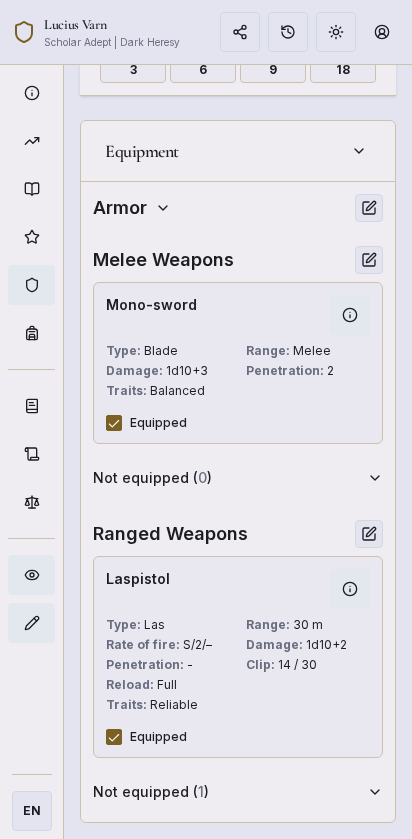 Lucius Varn
Scholar Adept | Dark Heresy
3 6 9 18
Equipment
Armor
Melee Weapons
Mono-sword
Type: Blade Range: Melee
Damage: 1d10+3 Penetration: 2
Traits: Balanced
Equipped
Not equipped (0)
Ranged Weapons
Laspistol
Type: Las Range: 30 m
Rate of fire: S/2/– Damage: 1d10+2
Penetration: - Clip: 14 / 30
Reload: Full
Traits: Reliable
Equipped
Not equipped (1)
EN